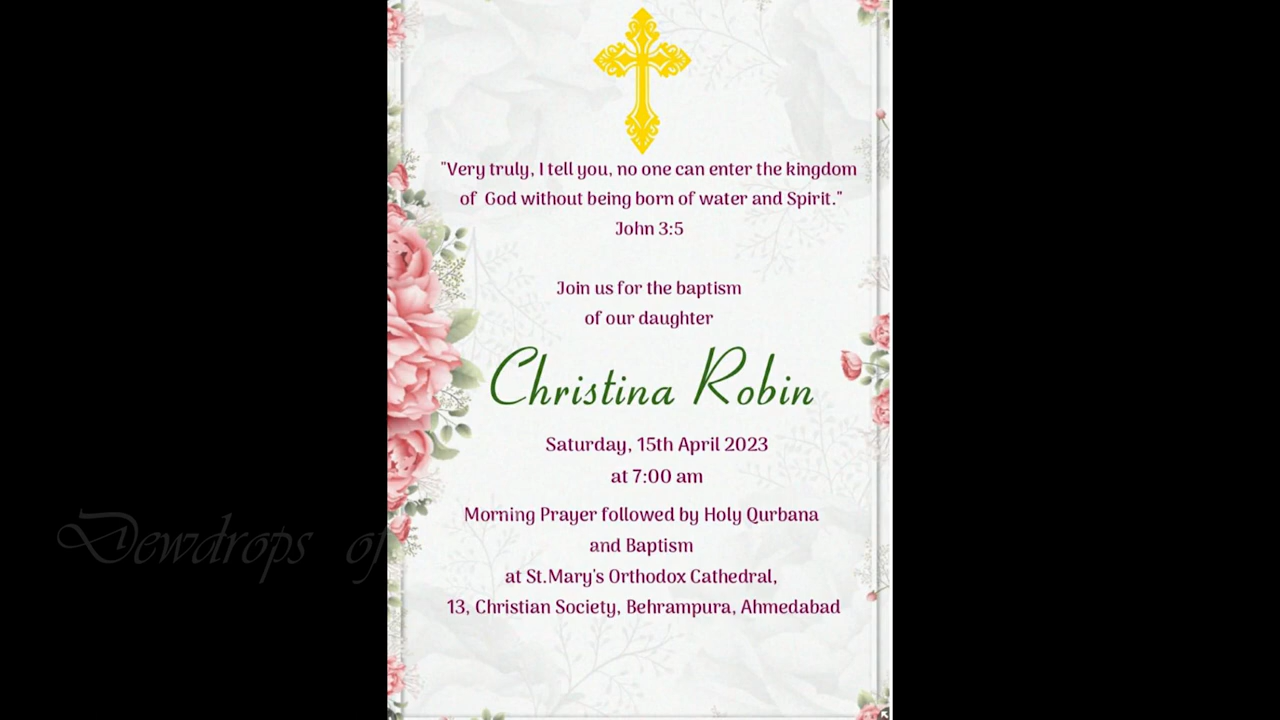 "Very truly, I tell you, no one can enter the kingdom
of God without being born of water and Spirit."
John 3:5
Join us for the baptism
of our daughter
Christina Robin
Saturday, 15th April 2023
at 7:00 am
Morning Prayer followed by Holy Qurbana
and Baptism
at St.Mary's Orthodox Cathedral,
13, Christian Society, Behrampura, Ahmedabad
Dewdrops of